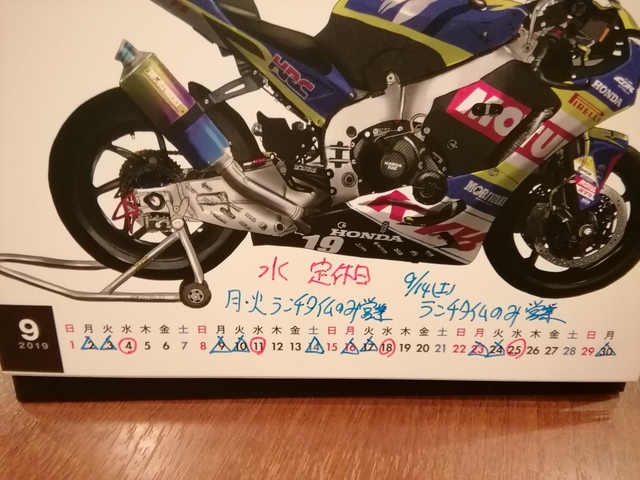 HRC
MOTUL
PIRELLI
HONDA
MORIWAKI
19 HONDA
水 定休日
9/14(土)
月・火 ランチタイムのみ営業
ランチタイムのみ営業
9
2019
日 月 火 水 木 金 土 日 月 火 水 木 金 土 日 月 火 水 木 金 土 日 月 火 水 木 金 土 日 月
1 2 3 4 5 6 7 8 9 10 11 12 13 14 15 16 17 18 19 20 21 22 23 24 25 26 27 28 29 30